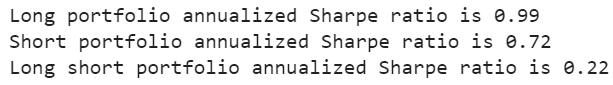 Long portfolio annualized Sharpe ratio is 0.99
Short portfolio annualized Sharpe ratio is 0.72
Long short portfolio annualized Sharpe ratio is 0.22